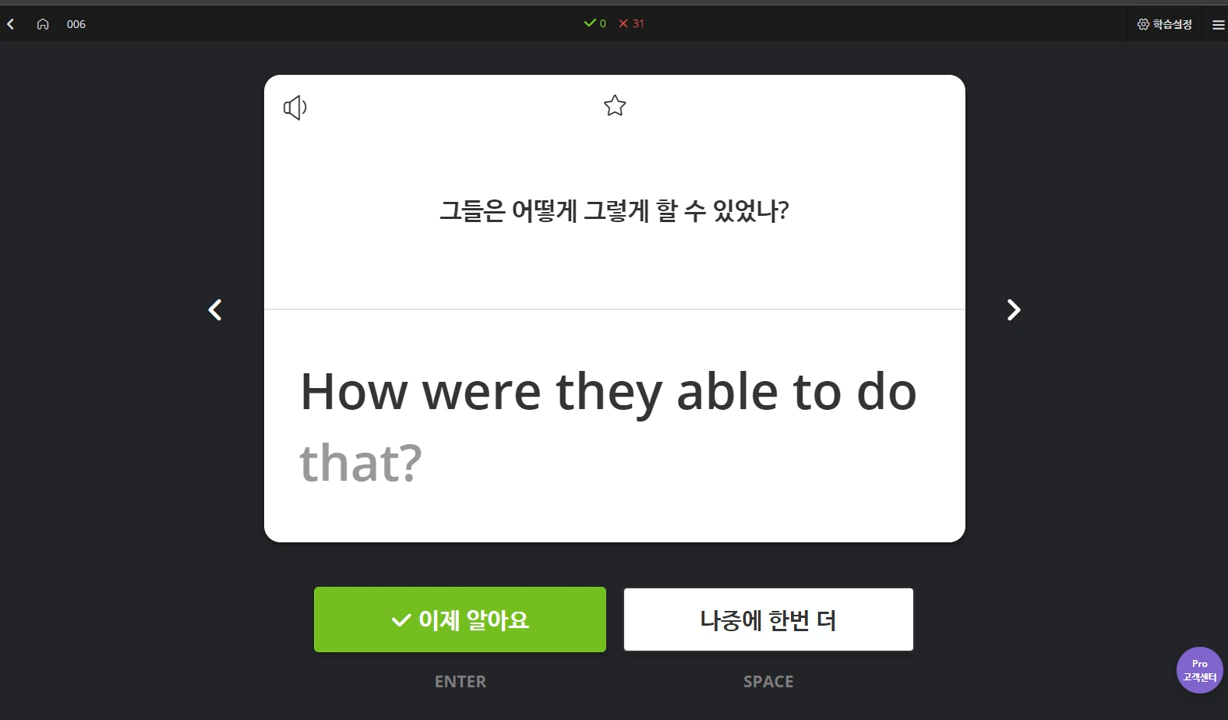 006
0
31
학습설정
그들은 어떻게 그렇게 할 수 있었나?
How were they able to do
that?
이제 알아요
나중에 한번 더
ENTER
SPACE
Pro
고객센터